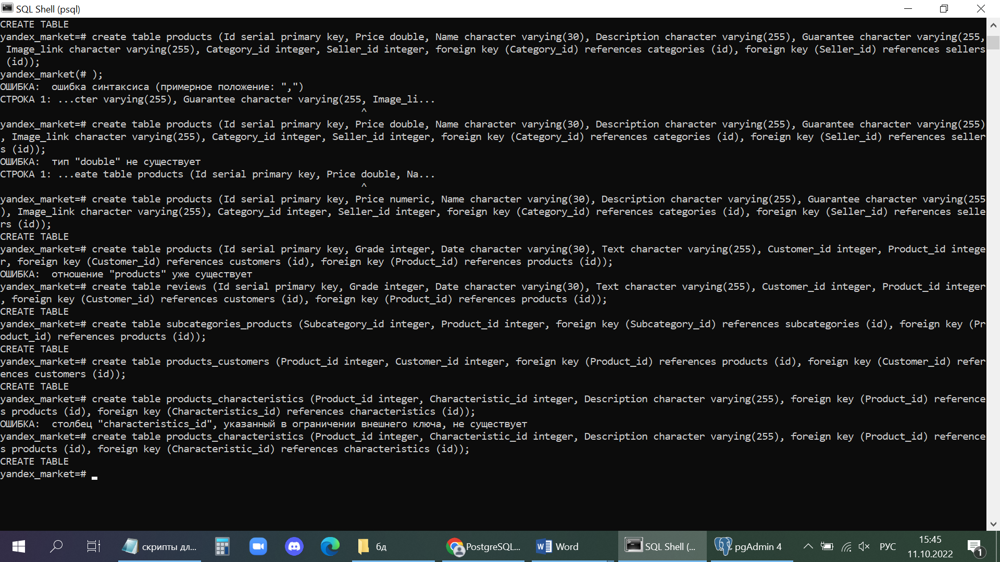 SQL Shell (psql)
CREATE TABLE
yandex_market=# create table products (Id serial primary key, Price double, Name character varying(30), Description character varying(255), Guarantee character varying(255,
 Image_link character varying(255), Category_id integer, Seller_id integer, foreign key (Category_id) references categories (id), foreign key (Seller_id) references sellers
 (id));
yandex_market(# );
ОШИБКА:  ошибка синтаксиса (примерное положение: ",")
СТРОКА 1: ...cter varying(255), Guarantee character varying(255, Image_li...
^
yandex_market=# create table products (Id serial primary key, Price double, Name character varying(30), Description character varying(255), Guarantee character varying(255)
, Image_link character varying(255), Category_id integer, Seller_id integer, foreign key (Category_id) references categories (id), foreign key (Seller_id) references seller
s (id));
ОШИБКА:  тип "double" не существует
СТРОКА 1: ...eate table products (Id serial primary key, Price double, Na...
^
yandex_market=# create table products (Id serial primary key, Price numeric, Name character varying(30), Description character varying(255), Guarantee character varying(255
), Image_link character varying(255), Category_id integer, Seller_id integer, foreign key (Category_id) references categories (id), foreign key (Seller_id) references selle
rs (id));
CREATE TABLE
yandex_market=# create table products (Id serial primary key, Grade integer, Date character varying(30), Text character varying(255), Customer_id integer, Product_id intege
r, foreign key (Customer_id) references customers (id), foreign key (Product_id) references products (id));
ОШИБКА:  отношение "products" уже существует
yandex_market=# create table reviews (Id serial primary key, Grade integer, Date character varying(30), Text character varying(255), Customer_id integer, Product_id integer
, foreign key (Customer_id) references customers (id), foreign key (Product_id) references products (id));
CREATE TABLE
yandex_market=# create table subcategories_products (Subcategory_id integer, Product_id integer, foreign key (Subcategory_id) references subcategories (id), foreign key (Pr
oduct_id) references products (id));
CREATE TABLE
yandex_market=# create table products_customers (Product_id integer, Customer_id integer, foreign key (Product_id) references products (id), foreign key (Customer_id) refer
ences customers (id));
CREATE TABLE
yandex_market=# create table products_characteristics (Product_id integer, Characteristic_id integer, Description character varying(255), foreign key (Product_id) reference
s products (id), foreign key (Characteristics_id) references characteristics (id));
ОШИБКА:  столбец "characteristics_id", указанный в ограничении внешнего ключа, не существует
yandex_market=# create table products_characteristics (Product_id integer, Characteristic_id integer, Description character varying(255), foreign key (Product_id) reference
s products (id), foreign key (Characteristic_id) references characteristics (id));
CREATE TABLE
yandex_market=#
скрипты дл...
бд
PostgreSQL...
Word
SQL Shell (...
pgAdmin 4
РУС
15:45
11.10.2022
1